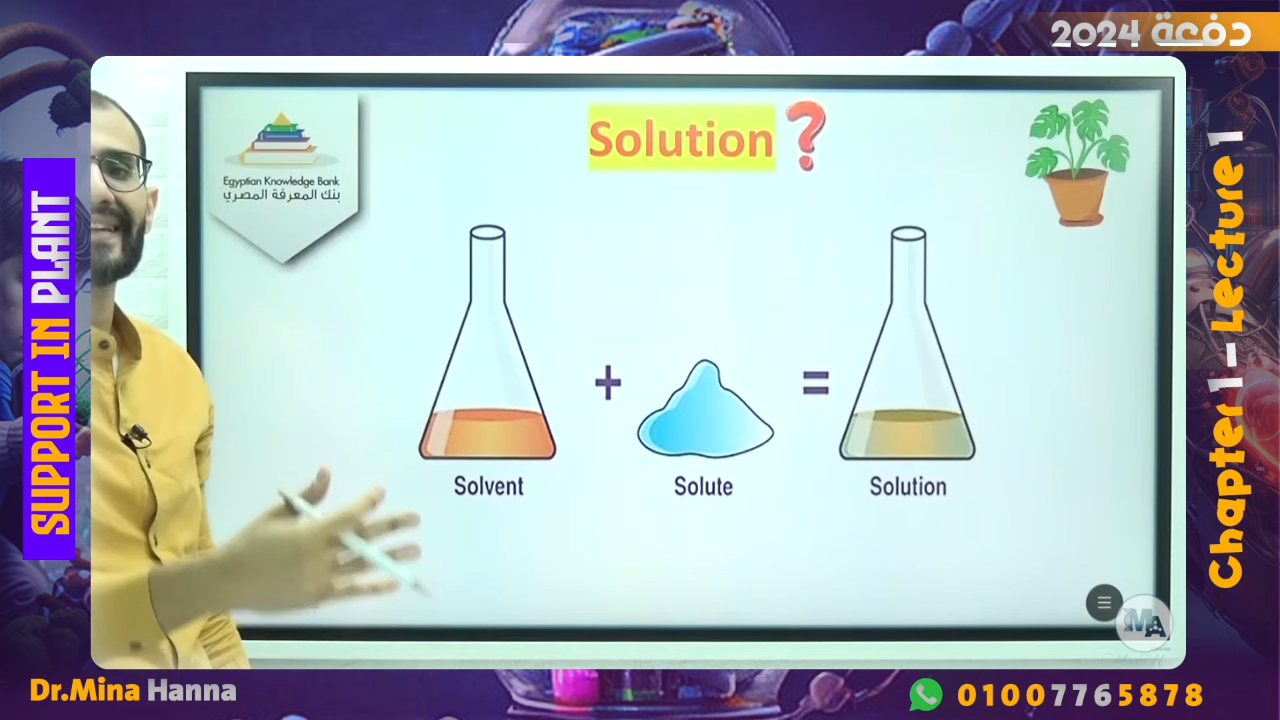 دفعة 2024
Solution?
Egyptian Knowledge Bank
بنك المعرفة المصري
SUPPORT IN PLANT
Chapter 1 - Lecture 1
+
=
Solvent
Solute
Solution
MA
Dr.Mina Hanna
01007765878